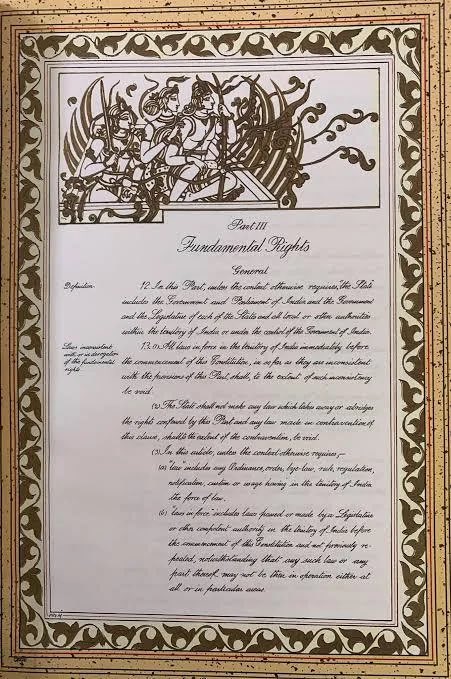 Part III
Fundamental Rights
General
Definition.
12. In this Part, unless the context otherwise requires, "the State"
includes the Government and Parliament of India and the Government
and the Legislature of each of the States and all local or other authorities
within the territory of India or under the control of the Government of India.
Laws inconsistent
with or in derogation
of the fundamental
rights.
13. (1) All laws in force in the territory of India immediately before
the commencement of this Constitution, in so far as they are inconsistent
with the provisions of this Part, shall, to the extent of such inconsistency,
be void.
(2) The State shall not make any law which takes away or abridges
the rights conferred by this Part and any law made in contravention of
this clause, shall, to the extent of the contravention, be void.
(3) In this article, unless the context otherwise requires,—
(a) "law" includes any Ordinance, order, bye-law, rule, regulation,
notification, custom or usage having in the territory of India
the force of law.
(b) "laws in force" includes laws passed or made by a Legislature
or other competent authority in the territory of India before
the commencement of this Constitution and not previously re-
pealed, notwithstanding that any such law or any
part thereof may not be then in operation either at
all or in particular areas.